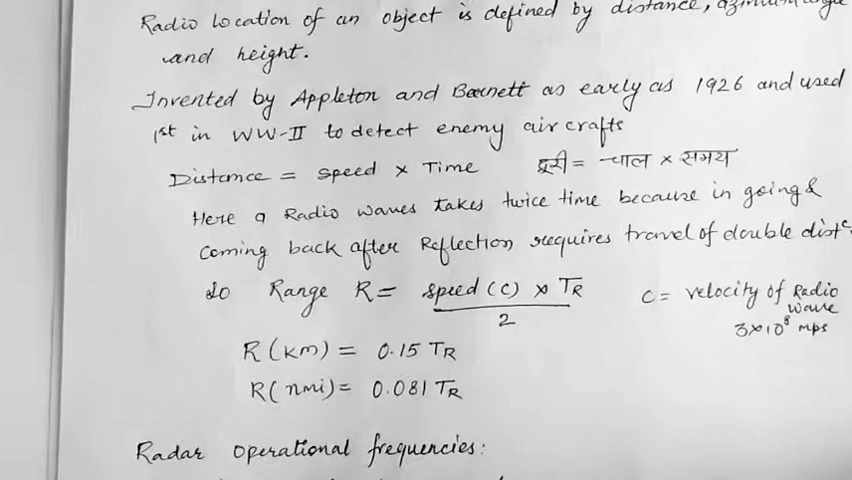 Radio location of an object is defined by distance, azimuth angle
and height.
Invented by Appleton and Barnett as early as 1926 and used
1st in WW-II to detect enemy air crafts
Distance = speed × Time दूरी = चाल × समय
Here a Radio waves takes twice time because in going &
Coming back after Reflection requires travel of double distᶜ
So Range R = speed (C) × TR / 2 C = velocity of Radio
wave
3×10⁸ mps
R (km) = 0.15 TR
R (nmi) = 0.081 TR
Radar operational frequencies: